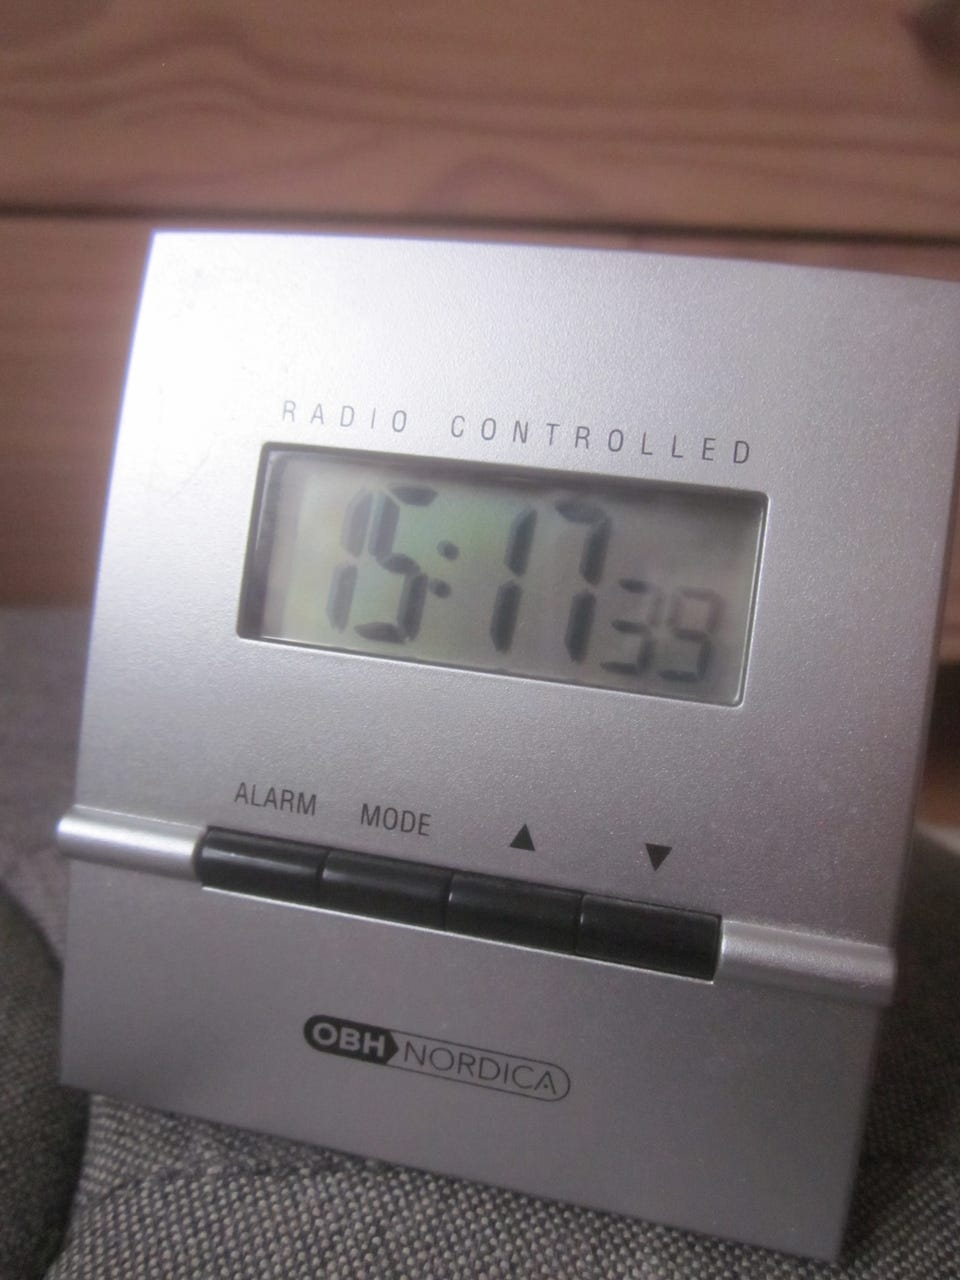 RADIO CONTROLLED
15:17 39
ALARM MODE ▲ ▼
OBH NORDICA